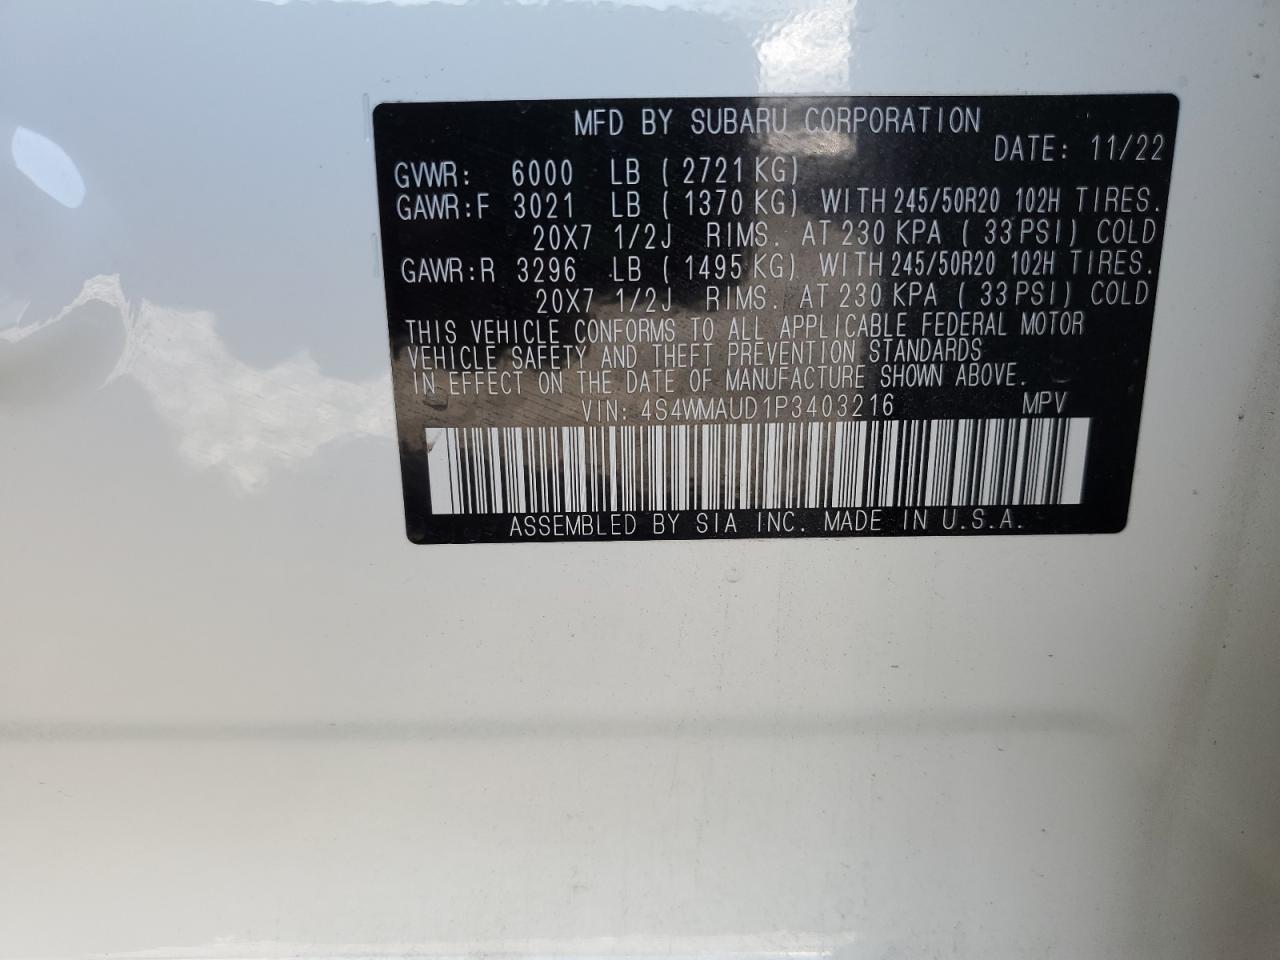 MFD BY SUBARU CORPORATION
DATE: 11/22
GVWR: 6000 LB ( 2721 KG)
GAWR:F 3021 LB ( 1370 KG) WITH 245/50R20 102H TIRES.
20X7 1/2J RIMS. AT 230 KPA ( 33 PSI) COLD
GAWR:R 3296 LB ( 1495 KG) WITH 245/50R20 102H TIRES.
20X7 1/2J RIMS. AT 230 KPA ( 33 PSI) COLD
THIS VEHICLE CONFORMS TO ALL APPLICABLE FEDERAL MOTOR
VEHICLE SAFETY AND THEFT PREVENTION STANDARDS
IN EFFECT ON THE DATE OF MANUFACTURE SHOWN ABOVE.
VIN: 4S4WMAUD1P3403216 MPV
ASSEMBLED BY SIA INC. MADE IN U.S.A.